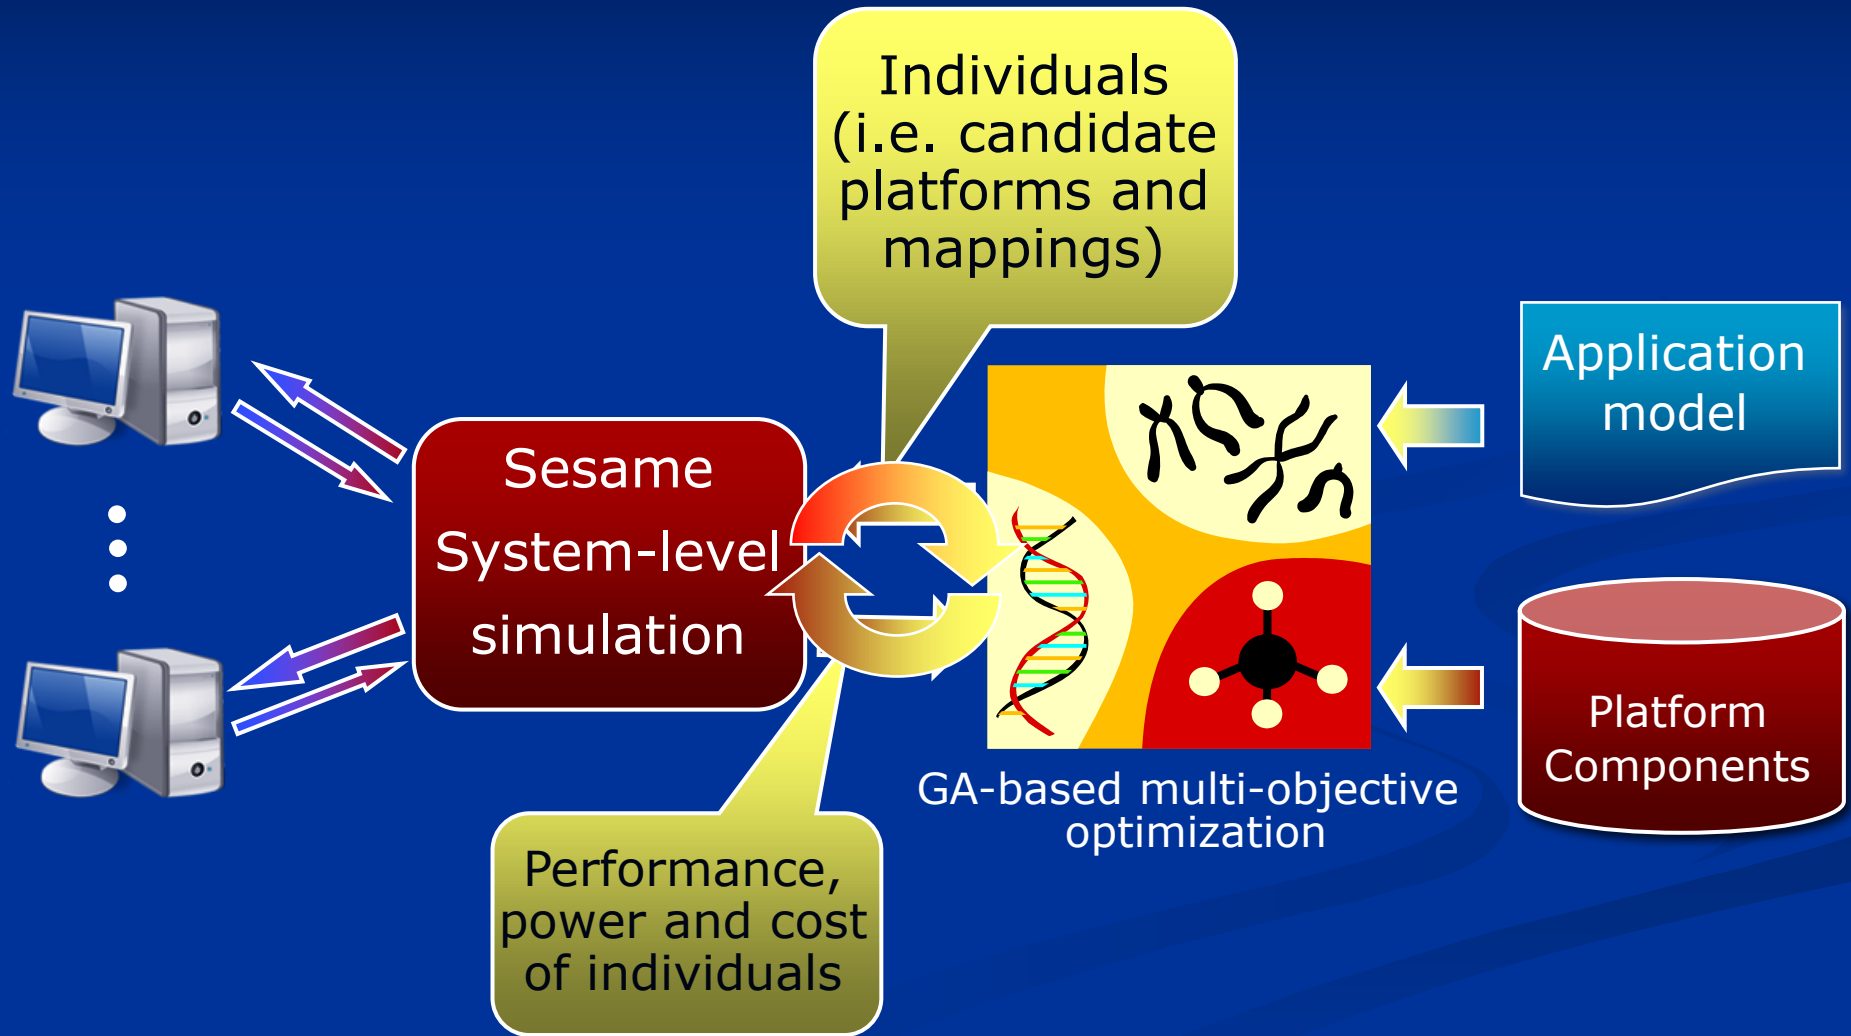 Individuals
(i.e. candidate
platforms and
mappings)
Application
model
Sesame
System-level
simulation
Platform
Components
GA-based multi-objective
optimization
Performance,
power and cost
of individuals